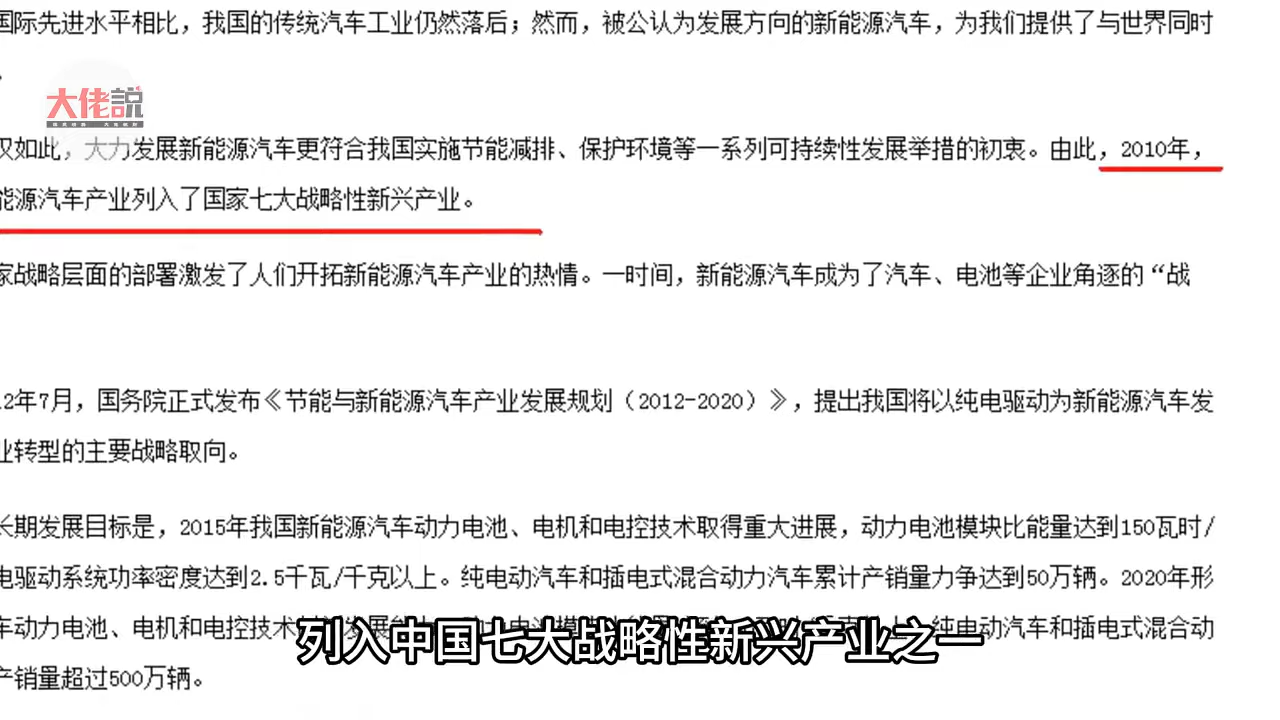 国际先进水平相比，我国的传统汽车工业仍然落后；然而，被公认为发展方向的新能源汽车，为我们提供了与世界同时
大佬説
仅如此，大力发展新能源汽车更符合我国实施节能减排、保护环境等一系列可持续性发展举措的初衷。由此，2010年，
能源汽车产业列入了国家七大战略性新兴产业。
家战略层面的部署激发了人们开拓新能源汽车产业的热情。一时间，新能源汽车成为了汽车、电池等企业角逐的“战
12年7月，国务院正式发布《节能与新能源汽车产业发展规划（2012-2020）》，提出我国将以纯电驱动为新能源汽车发
业转型的主要战略取向。
长期发展目标是，2015年我国新能源汽车动力电池、电机和电控技术取得重大进展，动力电池模块比能量达到150瓦时/
电驱动系统功率密度达到2.5千瓦/千克以上。纯电动汽车和插电式混合动力汽车累计产销量力争达到50万辆。2020年形
车动力电池、电机和电控技术 纯电动汽车和插电式混合动
列入中国七大战略性新兴产业之一
产销量超过500万辆。